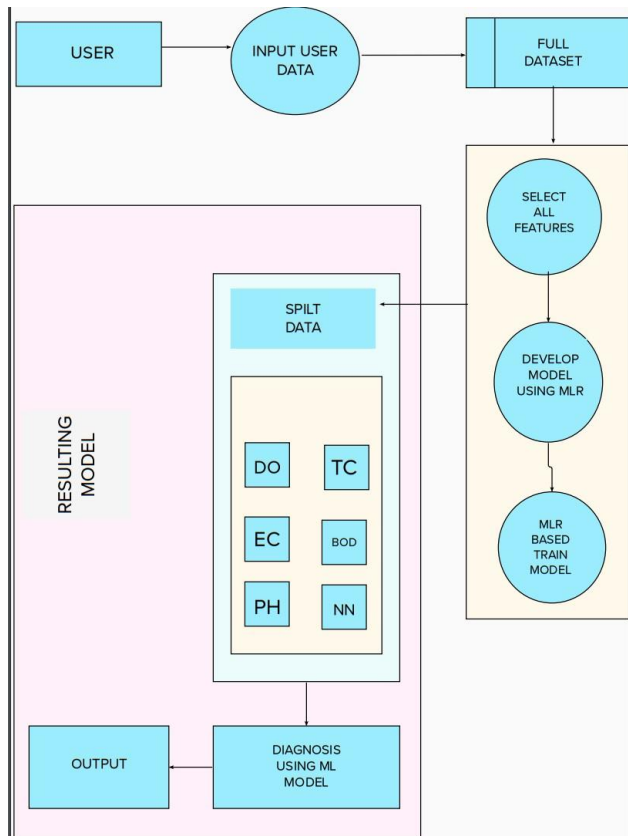 USER
INPUT USER
DATA
FULL
DATASET
SELECT
ALL
FEATURES
DEVELOP
MODEL
USING MLR
MLR
BASED
TRAIN
MODEL
SPILT
DATA
RESULTING
MODEL
DO
TC
EC
BOD
PH
NN
DIAGNOSIS
USING ML
MODEL
OUTPUT